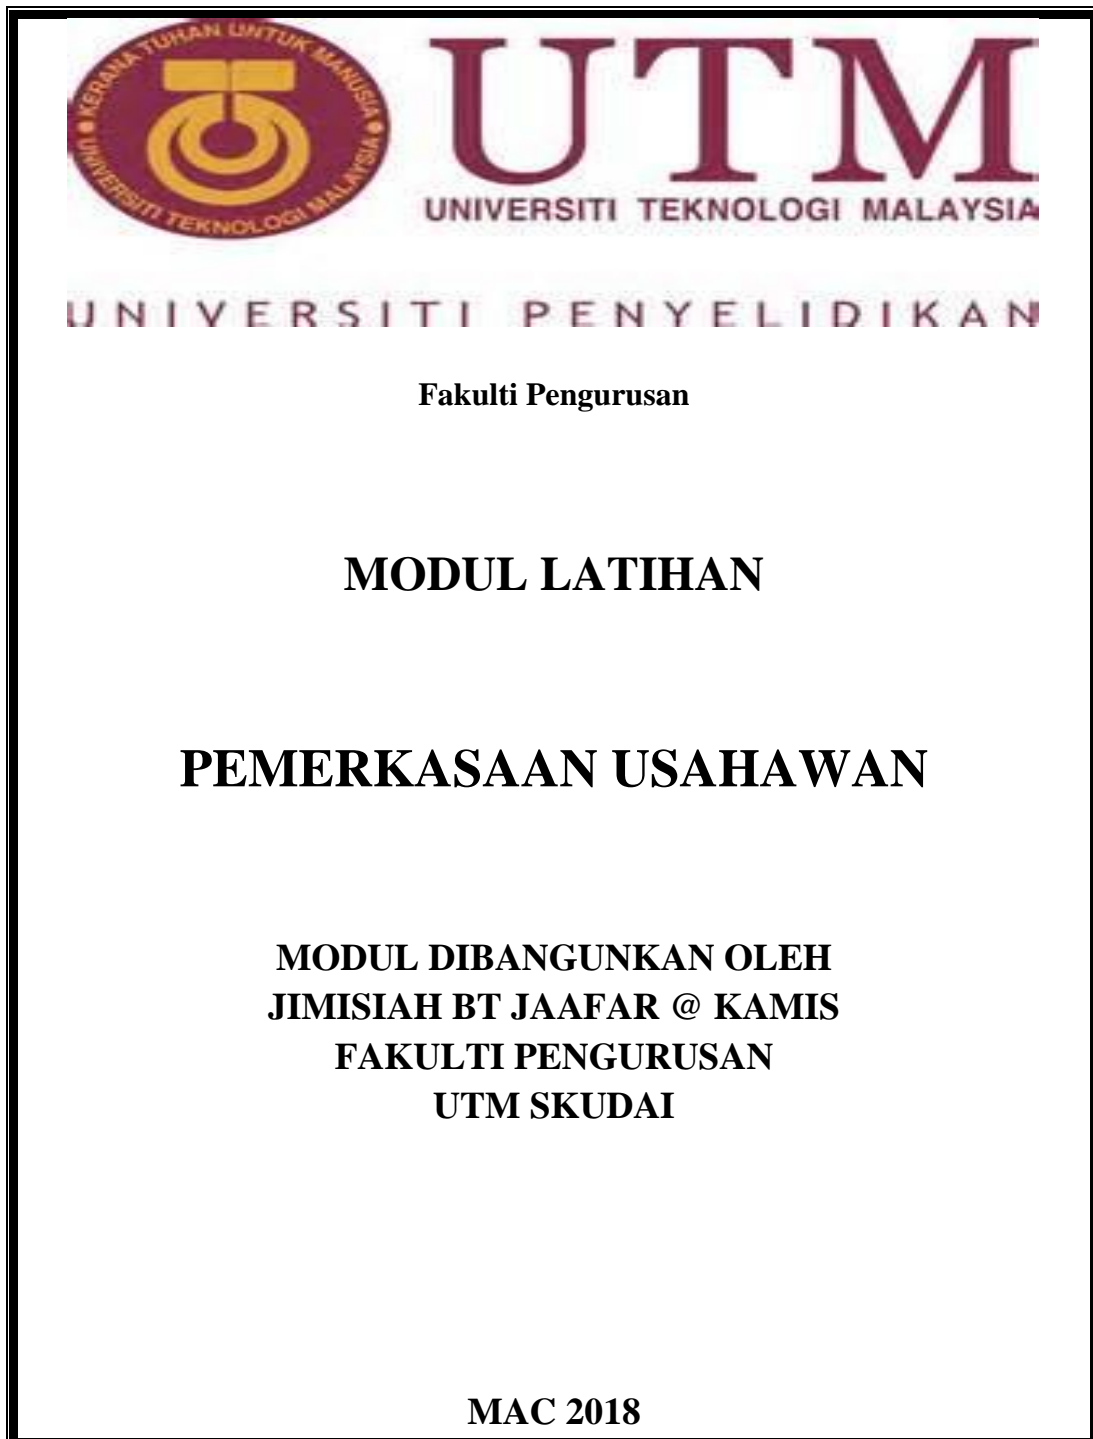 KERANA TUHAN UNTUK MANUSIA
UNIVERSITI TEKNOLOGI MALAYSIA
UTM
UNIVERSITI TEKNOLOGI MALAYSIA
UNIVERSITI PENYELIDIKAN
Fakulti Pengurusan
MODUL LATIHAN
PEMERKASAAN USAHAWAN
MODUL DIBANGUNKAN OLEH
JIMISIAH BT JAAFAR @ KAMIS
FAKULTI PENGURUSAN
UTM SKUDAI
MAC 2018